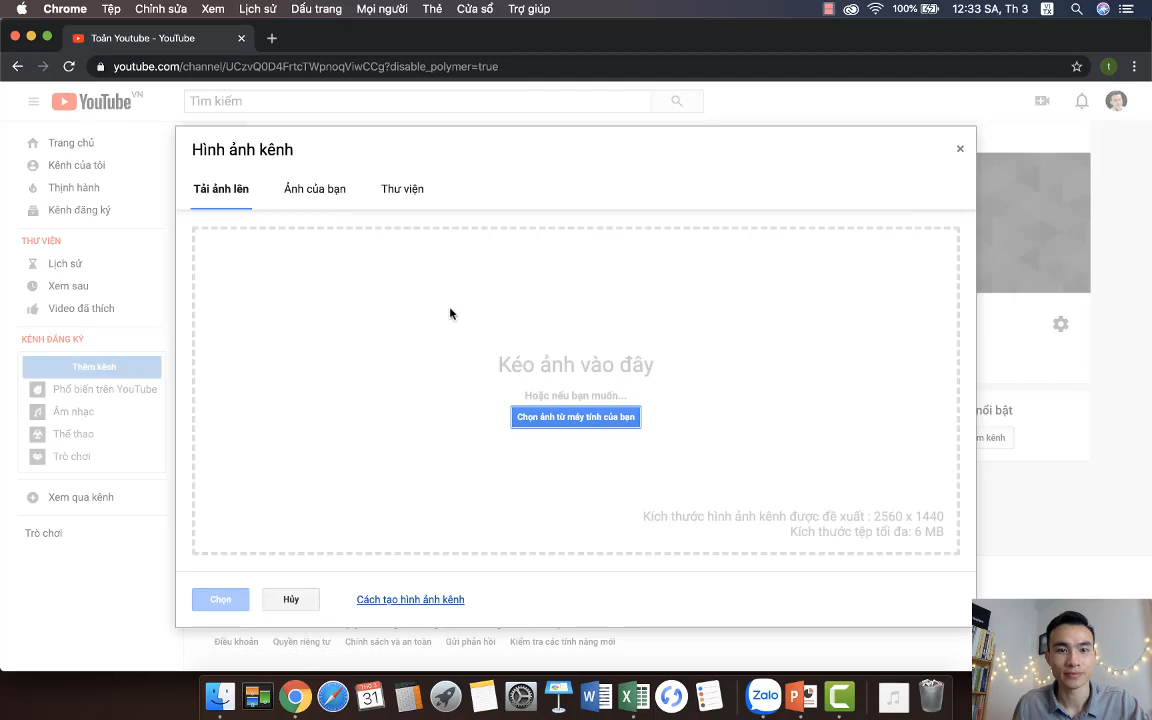 Chrome Tệp Chỉnh sửa Xem Lịch sử Dấu trang Mọi người Thẻ Cửa sổ Trợ giúp 100% 12:33 SA, Th 3 VI TX
Toản Youtube - YouTube
youtube.com/channel/UCzvQ0D4FrtcTWpnoqViwCCg?disable_polymer=true t
YouTube VN Tìm kiếm
Trang chủ
Kênh của tôi
Thịnh hành
Kênh đăng ký
THƯ VIỆN
Lịch sử
Xem sau
Video đã thích
KÊNH ĐĂNG KÝ
Thêm kênh
Phổ biến trên YouTube
Âm nhạc
Thể thao
Trò chơi
Xem qua kênh
Trò chơi
Hình ảnh kênh
Tải ảnh lên Ảnh của bạn Thư viện
Kéo ảnh vào đây
Hoặc nếu bạn muốn...
Chọn ảnh từ máy tính của bạn
Kích thước hình ảnh kênh được đề xuất : 2560 x 1440
Kích thước tệp tối đa: 6 MB
Chọn Hủy Cách tạo hình ảnh kênh
nổi bật
m kênh
Điều khoản Quyền riêng tư Chính sách và an toàn Gửi phản hồi Kiểm tra các tính năng mới
THG 3
31
Zalo